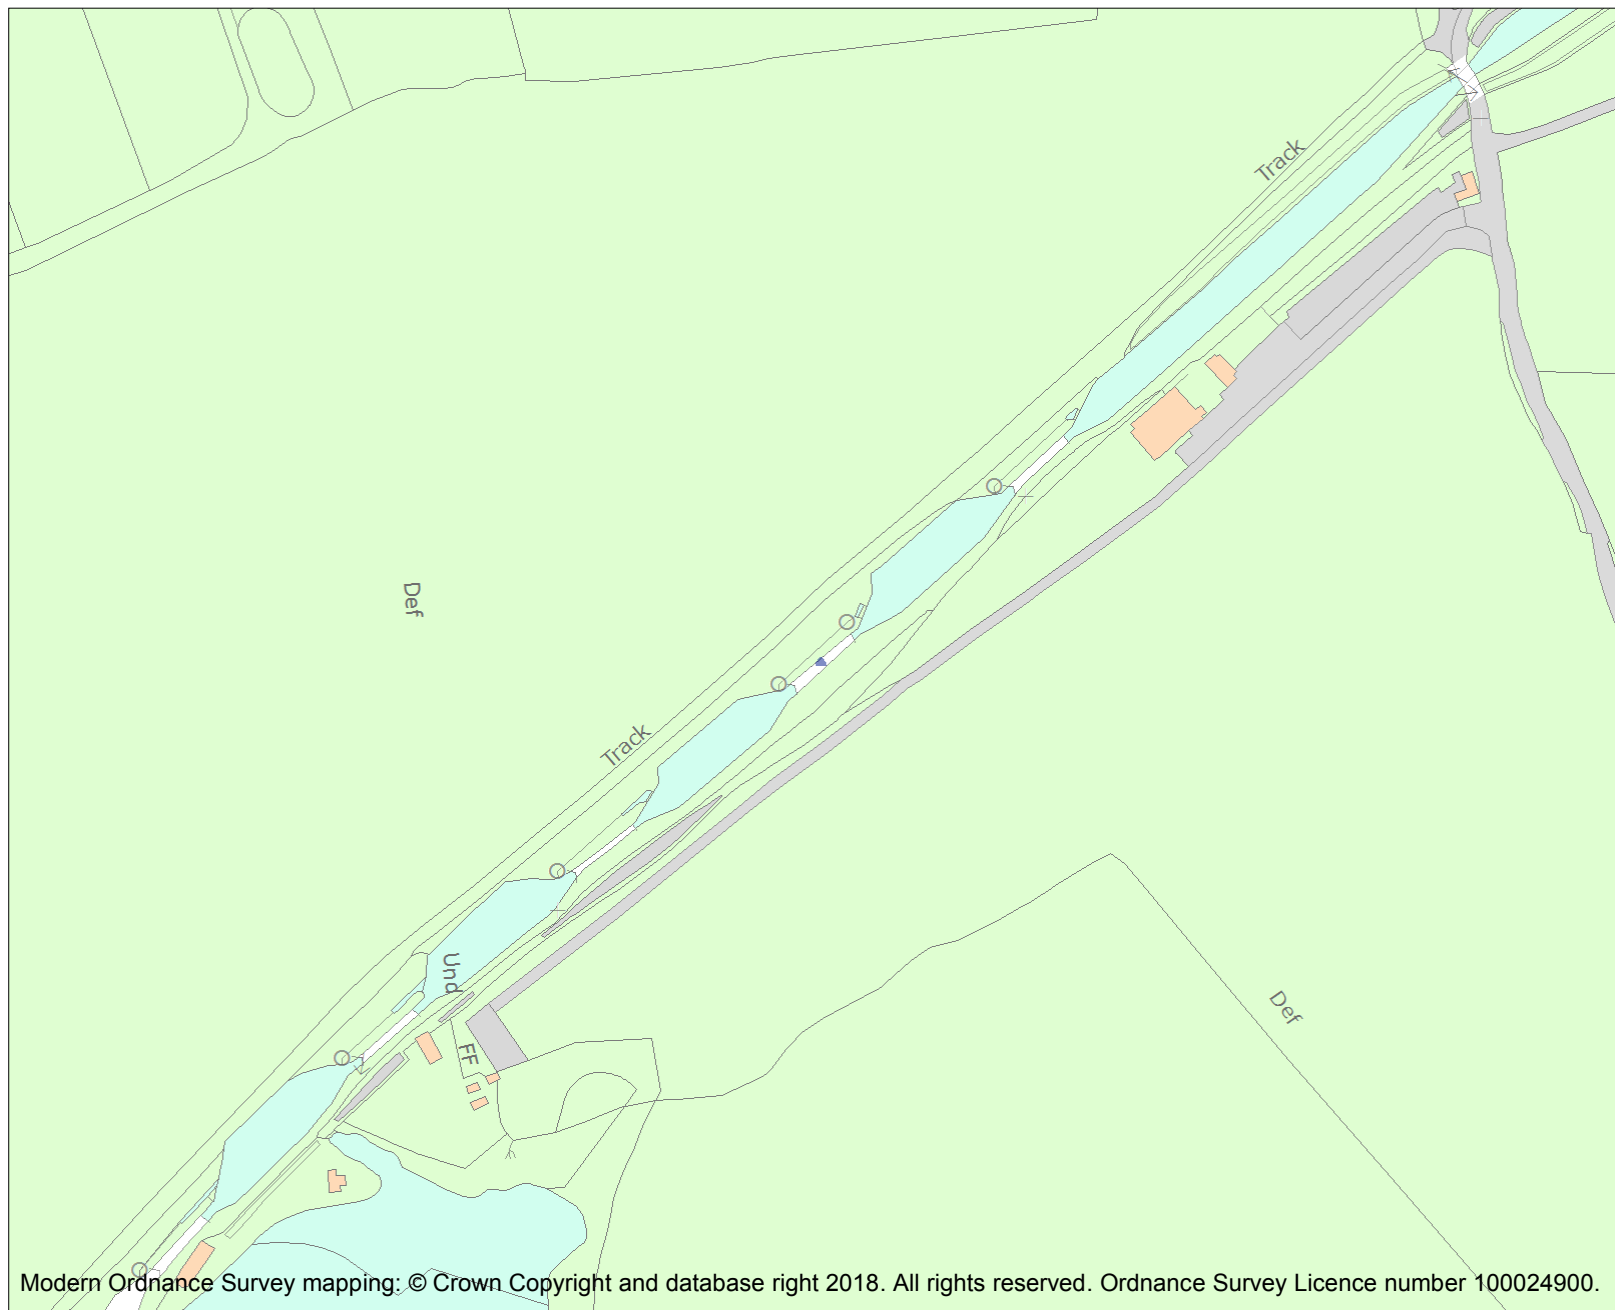 Track
Def
Track
Und
Def
FF
Modern Ordnance Survey mapping: © Crown Copyright and database right 2018. All rights reserved. Ordnance Survey Licence number 100024900.